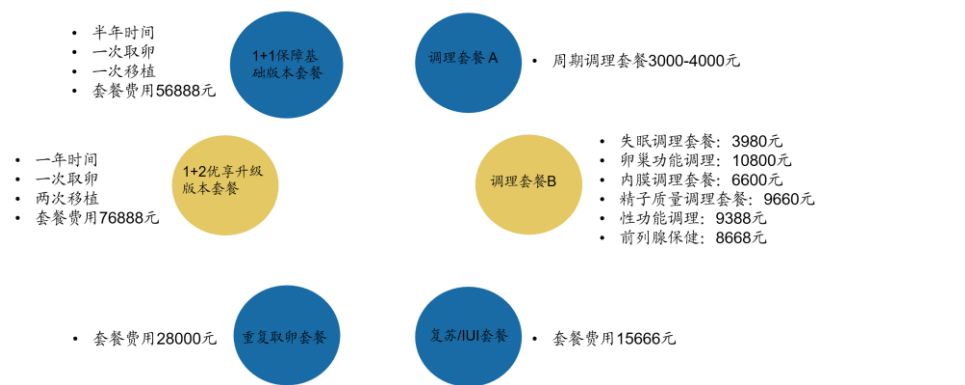 • 半年时间
• 一次取卵
• 一次移植
• 套餐费用56888元
1+1保障基
础版本套餐
调理套餐 A
• 周期调理套餐3000-4000元
• 一年时间
• 一次取卵
• 两次移植
• 套餐费用76888元
1+2优享升级
版本套餐
调理套餐B
• 失眠调理套餐：3980元
• 卵巢功能调理：10800元
• 内膜调理套餐：6600元
• 精子质量调理套餐：9660元
• 性功能调理：9388元
• 前列腺保健：8668元
• 套餐费用28000元
重复取卵套餐
复苏/IUI套餐
• 套餐费用15666元